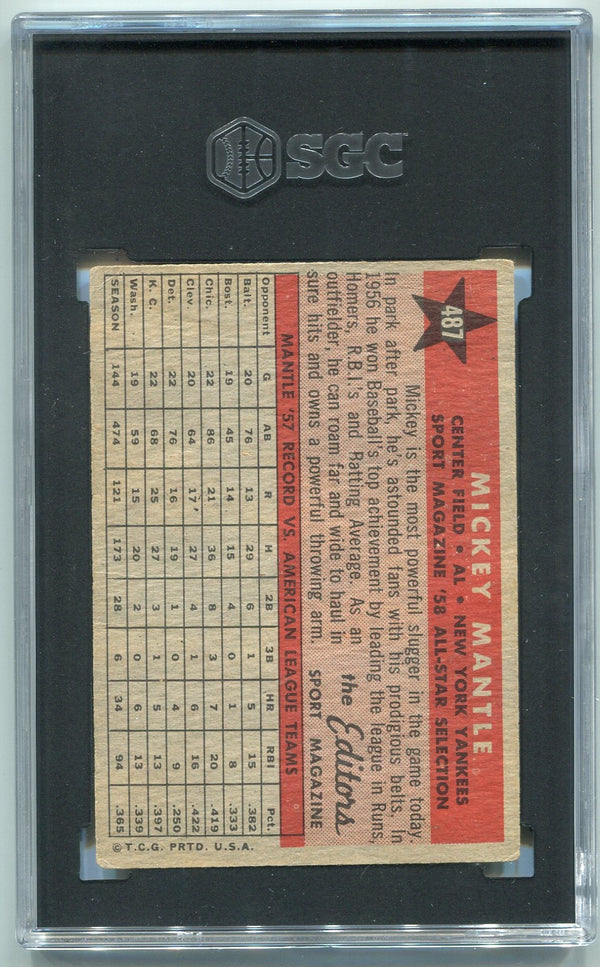 SGC
487
MICKEY MANTLE
CENTER FIELD • AL • NEW YORK YANKEES
SPORT MAGAZINE '58 ALL-STAR SELECTION
Mickey is the most powerful slugger in the game today.
In park after park, he's astounded fans with his prodigious belts. In
1956 he won Baseball's top achievement by leading the league in Runs,
Homers, R.B.I.'s and Batting Average. As an
outfielder, he can roam far and wide to haul in
sure hits and owns a powerful throwing arm.
the Editors
SPORT MAGAZINE
MANTLE '57 RECORD VS. AMERICAN LEAGUE TEAMS
Opponent G AB R H 2B 3B HR RBI Pct.
Balt. 20 76 13 29 6 1 5 15 .382
Bost. 19 45 14 15 4 0 1 8 .333
Chic. 22 86 21 36 8 3 7 20 .419
Clev. 20 64 17 27 4 1 6 16 .422
Det. 22 76 16 19 1 0 4 9 .250
K. C. 22 68 25 27 3 1 5 13 .397
Wash. 19 59 15 20 2 0 6 13 .339
SEASON 144 474 121 173 28 6 34 94 .365
© T.C.G. PRTD. U.S.A.